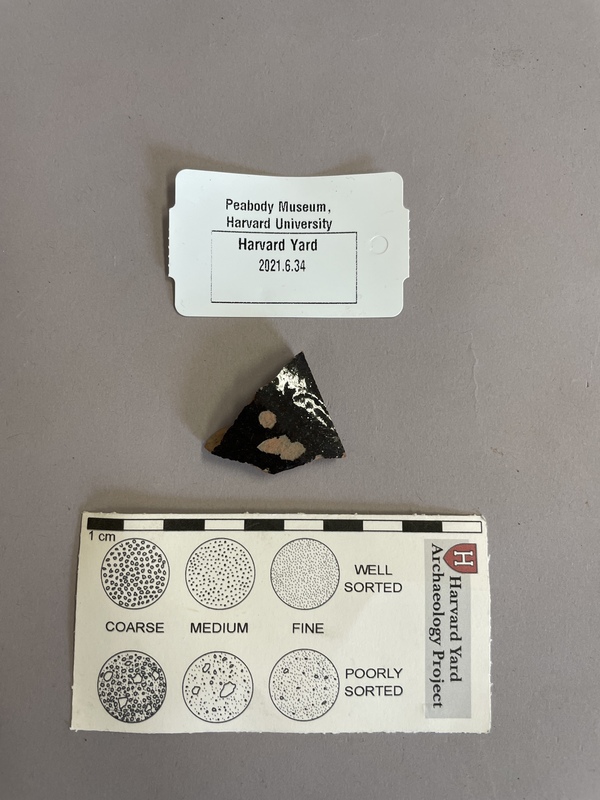 Peabody Museum,
Harvard University
Harvard Yard
2021.6.34
1 cm
WELL
SORTED
COARSE MEDIUM FINE
POORLY
SORTED
H
Harvard Yard
Archaeology Project